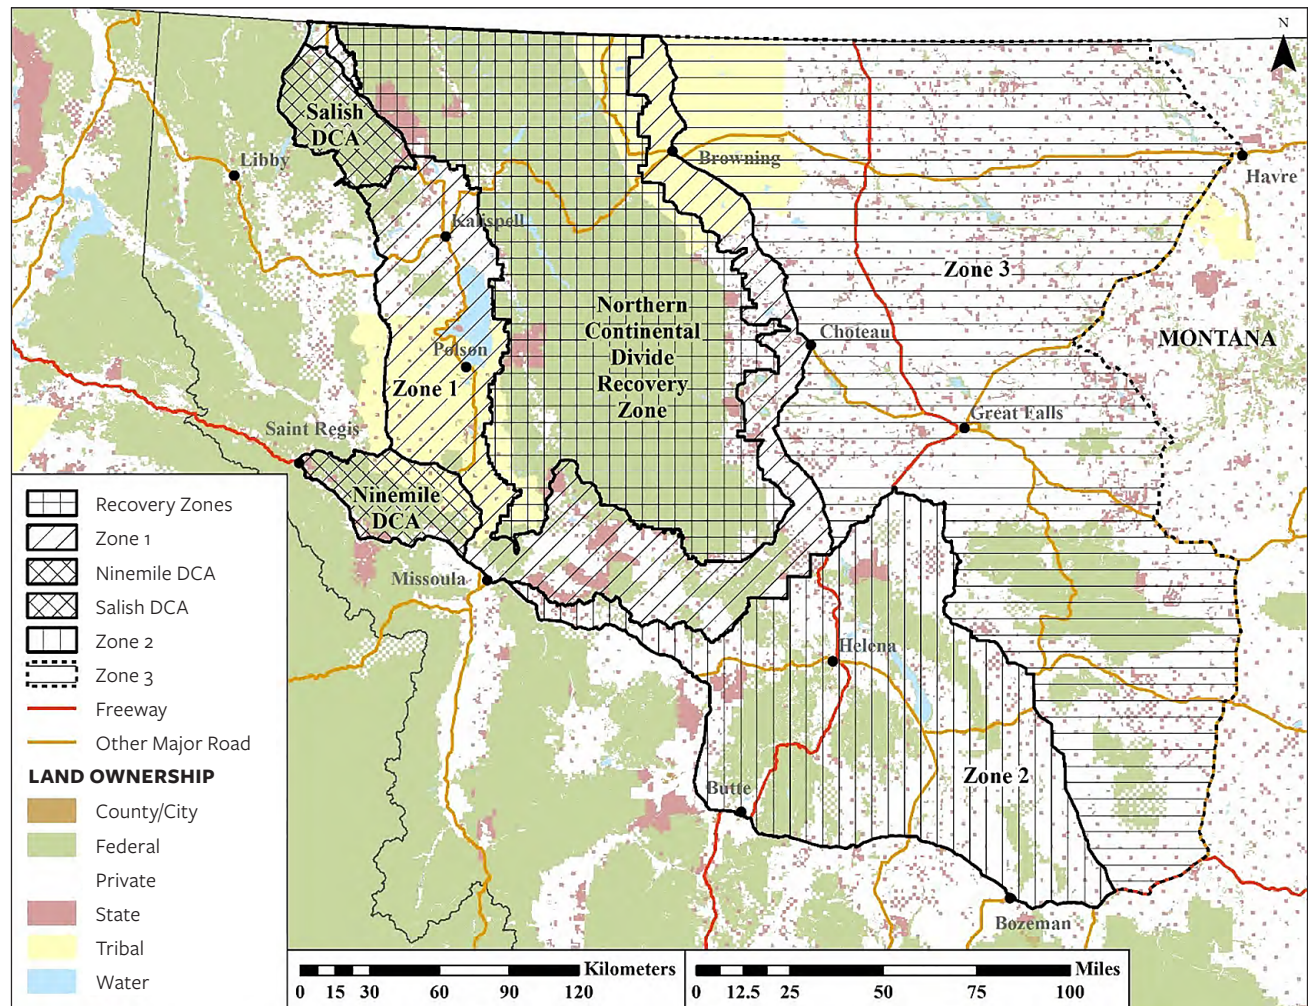 N
Salish
DCA
Libby
Browning
Havre
Kalispell
Zone 3
Northern
Continental
Divide
Recovery
Zone
Choteau
MONTANA
Polson
Zone 1
Great Falls
Saint Regis
Ninemile
DCA
Missoula
Helena
Zone 2
Butte
Bozeman
Recovery Zones
Zone 1
Ninemile DCA
Salish DCA
Zone 2
Zone 3
Freeway
Other Major Road
LAND OWNERSHIP
County/City
Federal
Private
State
Tribal
Water
Kilometers
0 15 30 60 90 120
Miles
0 12.5 25 50 75 100